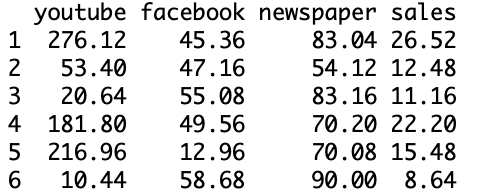 youtube facebook newspaper sales
1 276.12 45.36 83.04 26.52
2 53.40 47.16 54.12 12.48
3 20.64 55.08 83.16 11.16
4 181.80 49.56 70.20 22.20
5 216.96 12.96 70.08 15.48
6 10.44 58.68 90.00 8.64